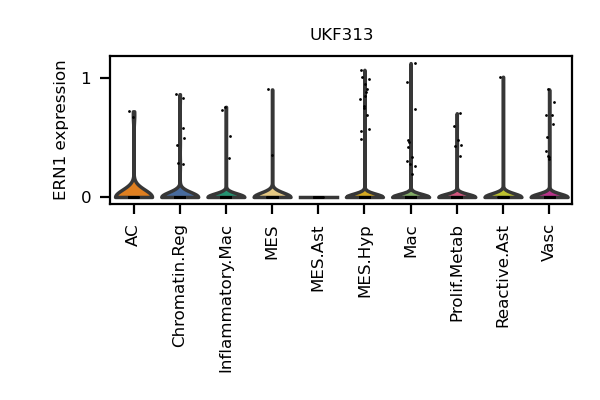 UKF313
ERN1 expression
1
0
AC
Chromatin.Reg
Inflammatory.Mac
MES
MES.Ast
MES.Hyp
Mac
Prolif.Metab
Reactive.Ast
Vasc